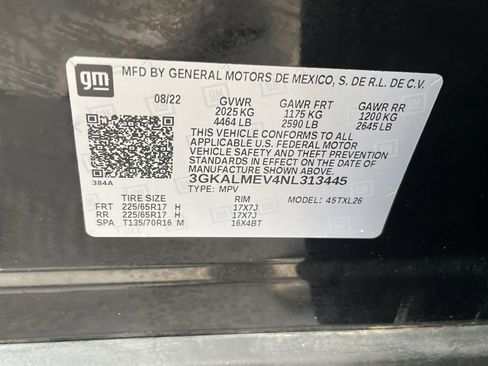 gm
MFD BY GENERAL MOTORS DE MEXICO, S. DE R.L. DE C.V.
08/22 GVWR GAWR FRT GAWR RR
2025 KG 1175 KG 1200 KG
4464 LB 2590 LB 2645 LB
THIS VEHICLE CONFORMS TO ALL
APPLICABLE U.S. FEDERAL MOTOR
VEHICLE SAFETY AND BUMPER
STANDARDS IN EFFECT ON THE DATE OF
MANUFACTURE SHOWN ABOVE.
384A 3GKALMEV4NL313445
TYPE: MPV
TIRE SIZE RIM MODEL: 45TXL26
FRT 225/65R17 H 17X7J
RR 225/65R17 H 17X7J
SPA T135/70R16 M 16X4BT